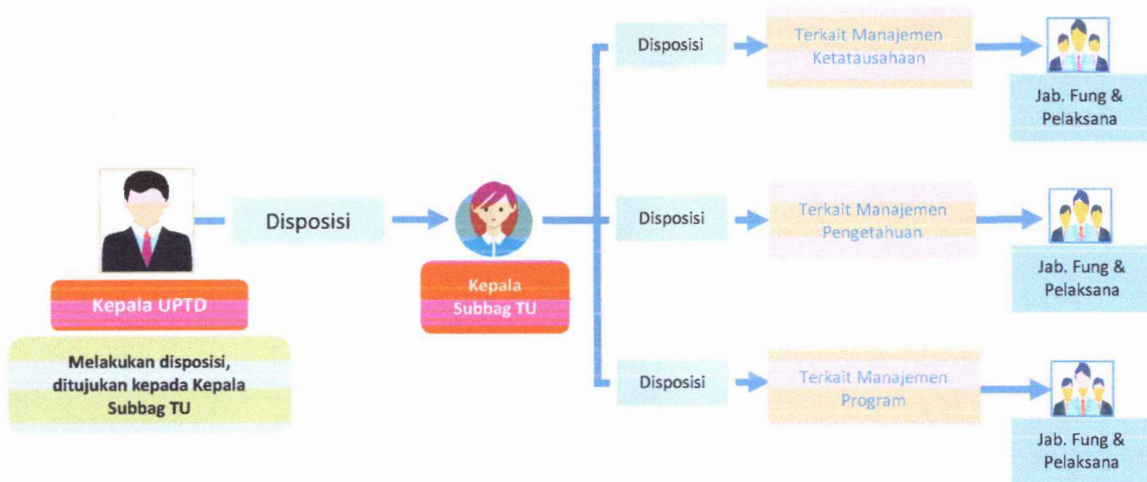 Disposisi
Terkait Manajemen
Ketatausahaan
Jab. Fung &
Pelaksana
Disposisi
Kepala UPTD
Melakukan disposisi,
ditujukan kepada Kepala
Subbag TU
Kepala
Subbag TU
Disposisi
Terkait Manajemen
Pengetahuan
Jab. Fung &
Pelaksana
Disposisi
Terkait Manajemen
Program
Jab. Fung &
Pelaksana